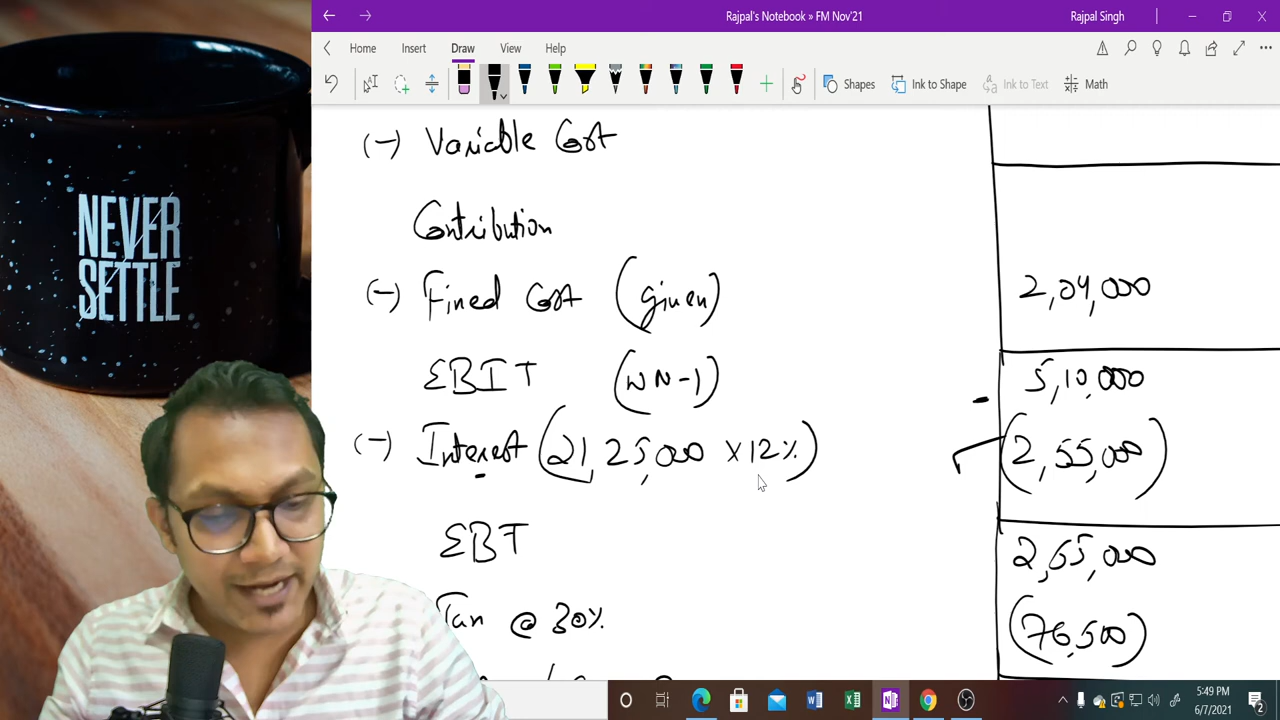 Rajpal's Notebook » FM Nov'21
Rajpal Singh
Home Insert Draw View Help
Shapes Ink to Shape Ink to Text Math
NEVER
SETTLE
(-) Variable Cost
Contribution
(-) Fixed Cost (Given) 2,04,000
EBIT (WN-1) 5,10,000
(-) Interest (21,25,000 x 12%) (2,55,000)
EBT 2,55,000
Tax @ 30% (76,500)
5:49 PM
6/7/2021
2